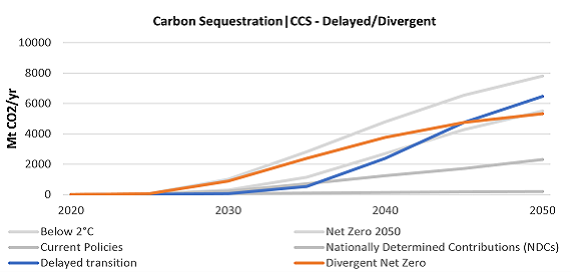 Carbon Sequestration|CCS - Delayed/Divergent
10000
8000
6000
4000
2000
0
Mt CO2/yr
2020 2030 2040 2050
Below 2°C Net Zero 2050
Current Policies Nationally Determined Contributions (NDCs)
Delayed transition Divergent Net Zero